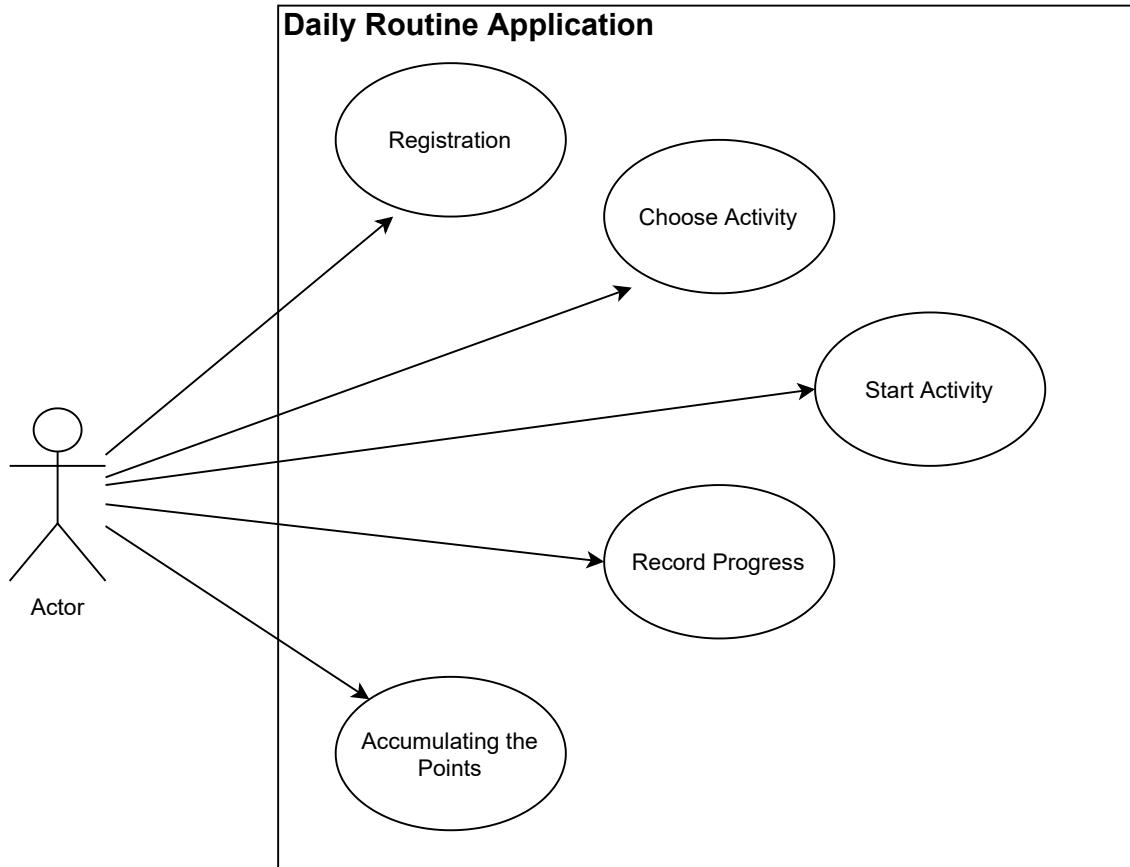 Daily Routine Application
Registration
Choose Activity
Start Activity
Record Progress
Actor
Accumulating the
Points